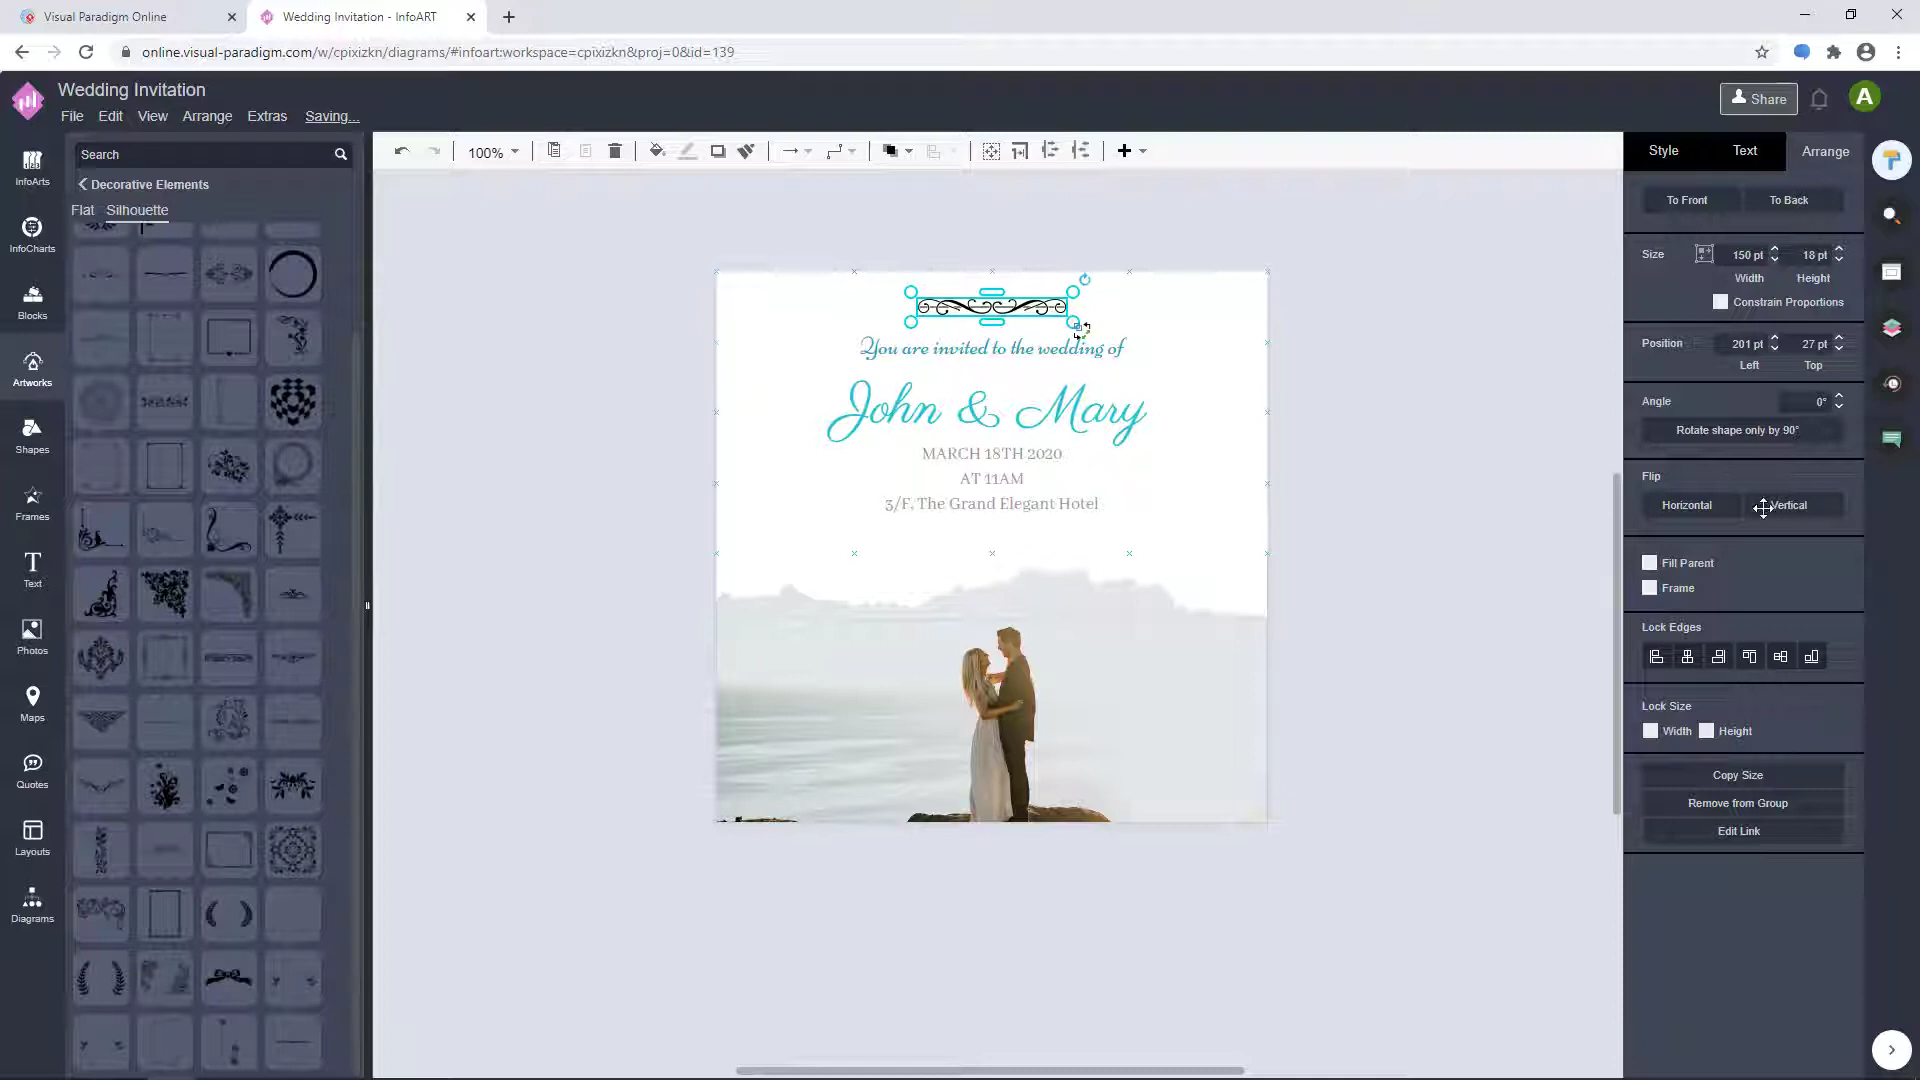 Visual Paradigm Online
Wedding Invitation - InfoART
online.visual-paradigm.com/w/cpixizkn/diagrams/#infoart:workspace=cpixizkn&proj=0&id=139
Wedding Invitation
File Edit View Arrange Extras Saving...
Share
A
InfoArts
InfoCharts
Blocks
Artworks
Shapes
Frames
Text
Photos
Maps
Quotes
Layouts
Diagrams
Search
Decorative Elements
Flat Silhouette
100%
You are invited to the wedding of
John & Mary
MARCH 18TH 2020
AT 11AM
3/F, The Grand Elegant Hotel
Style Text Arrange
To Front To Back
Size 150 pt 18 pt
Width Height
Constrain Proportions
Position 201 pt 27 pt
Left Top
Angle 0°
Rotate shape only by 90°
Flip
Horizontal Vertical
Fill Parent
Frame
Lock Edges
Lock Size
Width Height
Copy Size
Remove from Group
Edit Link